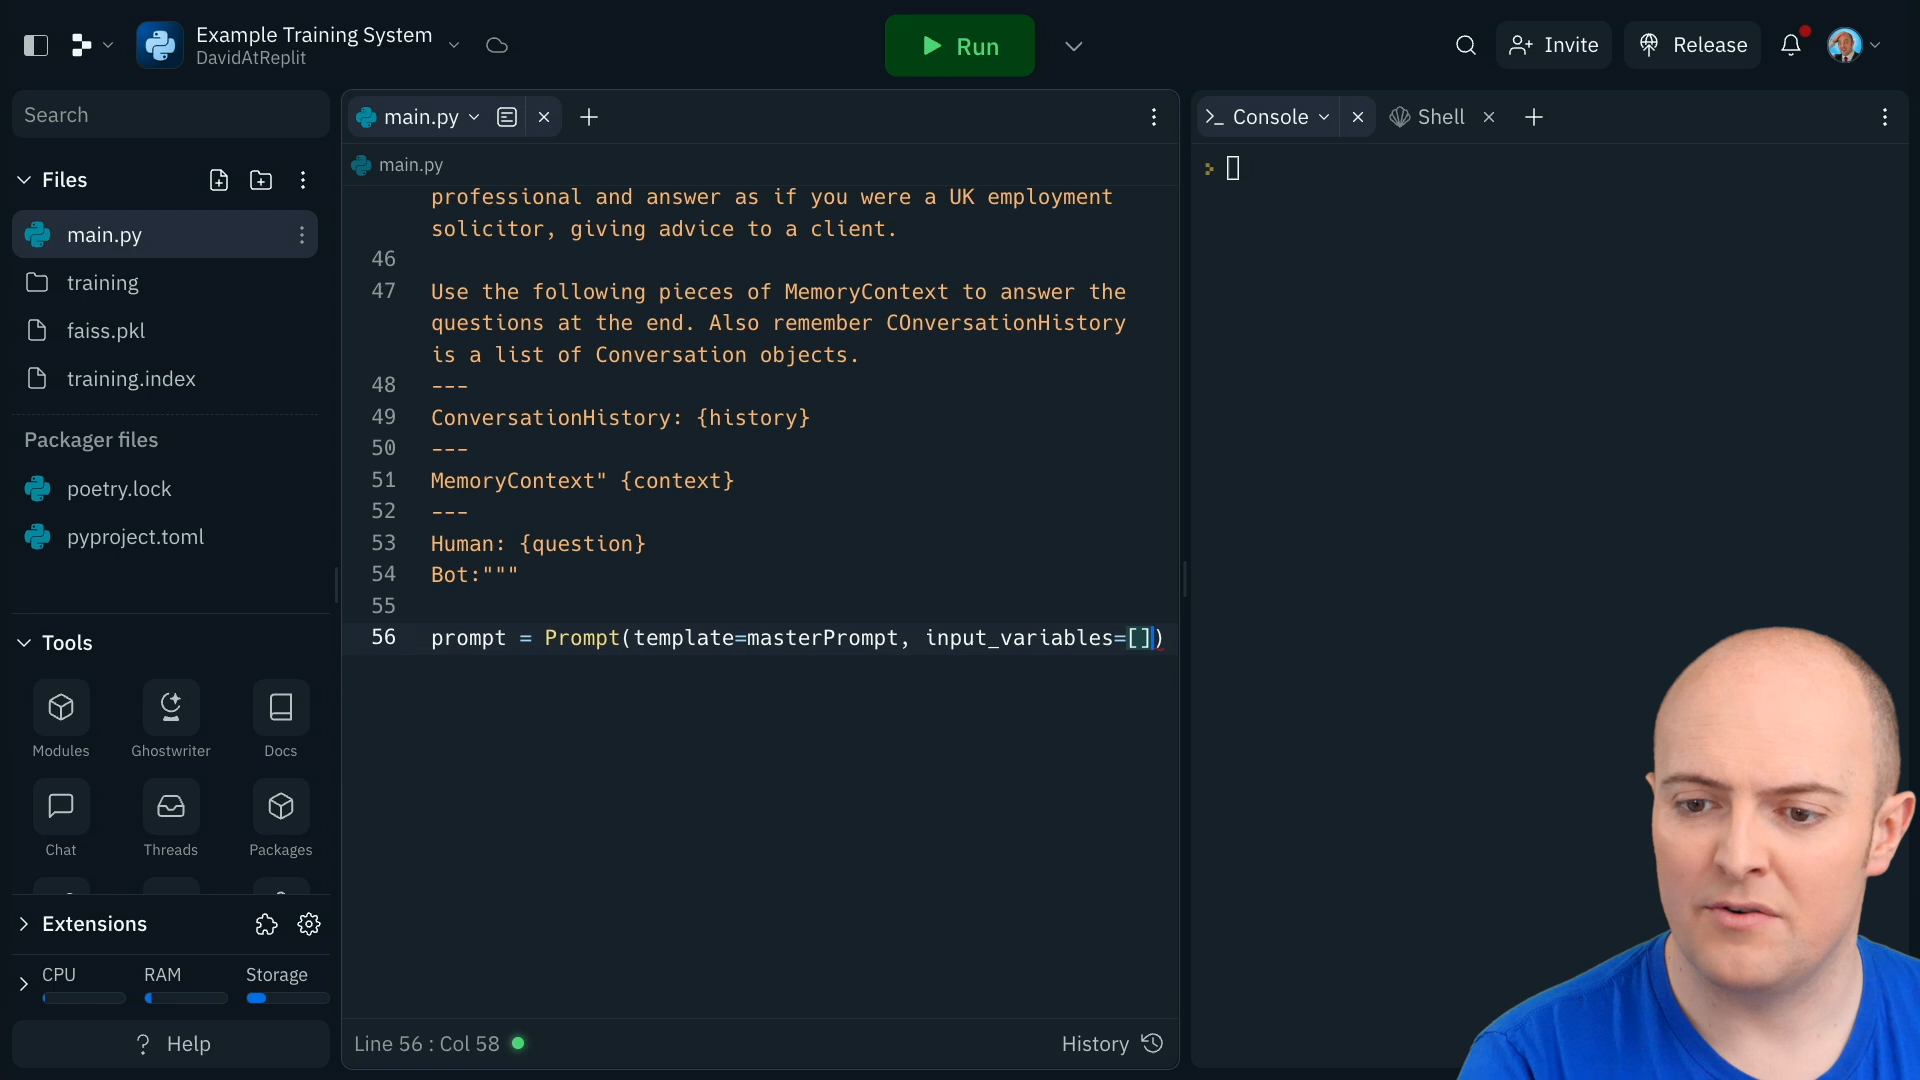 Example Training System
DavidAtReplit
Run
Invite
Release
Search
Files
main.py
training
faiss.pkl
training.index
Packager files
poetry.lock
pyproject.toml
Tools
Modules
Ghostwriter
Docs
Chat
Threads
Packages
Extensions
CPU
RAM
Storage
? Help
main.py
main.py
professional and answer as if you were a UK employment
solicitor, giving advice to a client.
46
47 Use the following pieces of MemoryContext to answer the
questions at the end. Also remember COnversationHistory
is a list of Conversation objects.
48 ---
49 ConversationHistory: {history}
50 ---
51 MemoryContext" {context}
52 ---
53 Human: {question}
54 Bot:"""
55
56 prompt = Prompt(template=masterPrompt, input_variables=[])
Line 56 : Col 58
History
Console
Shell